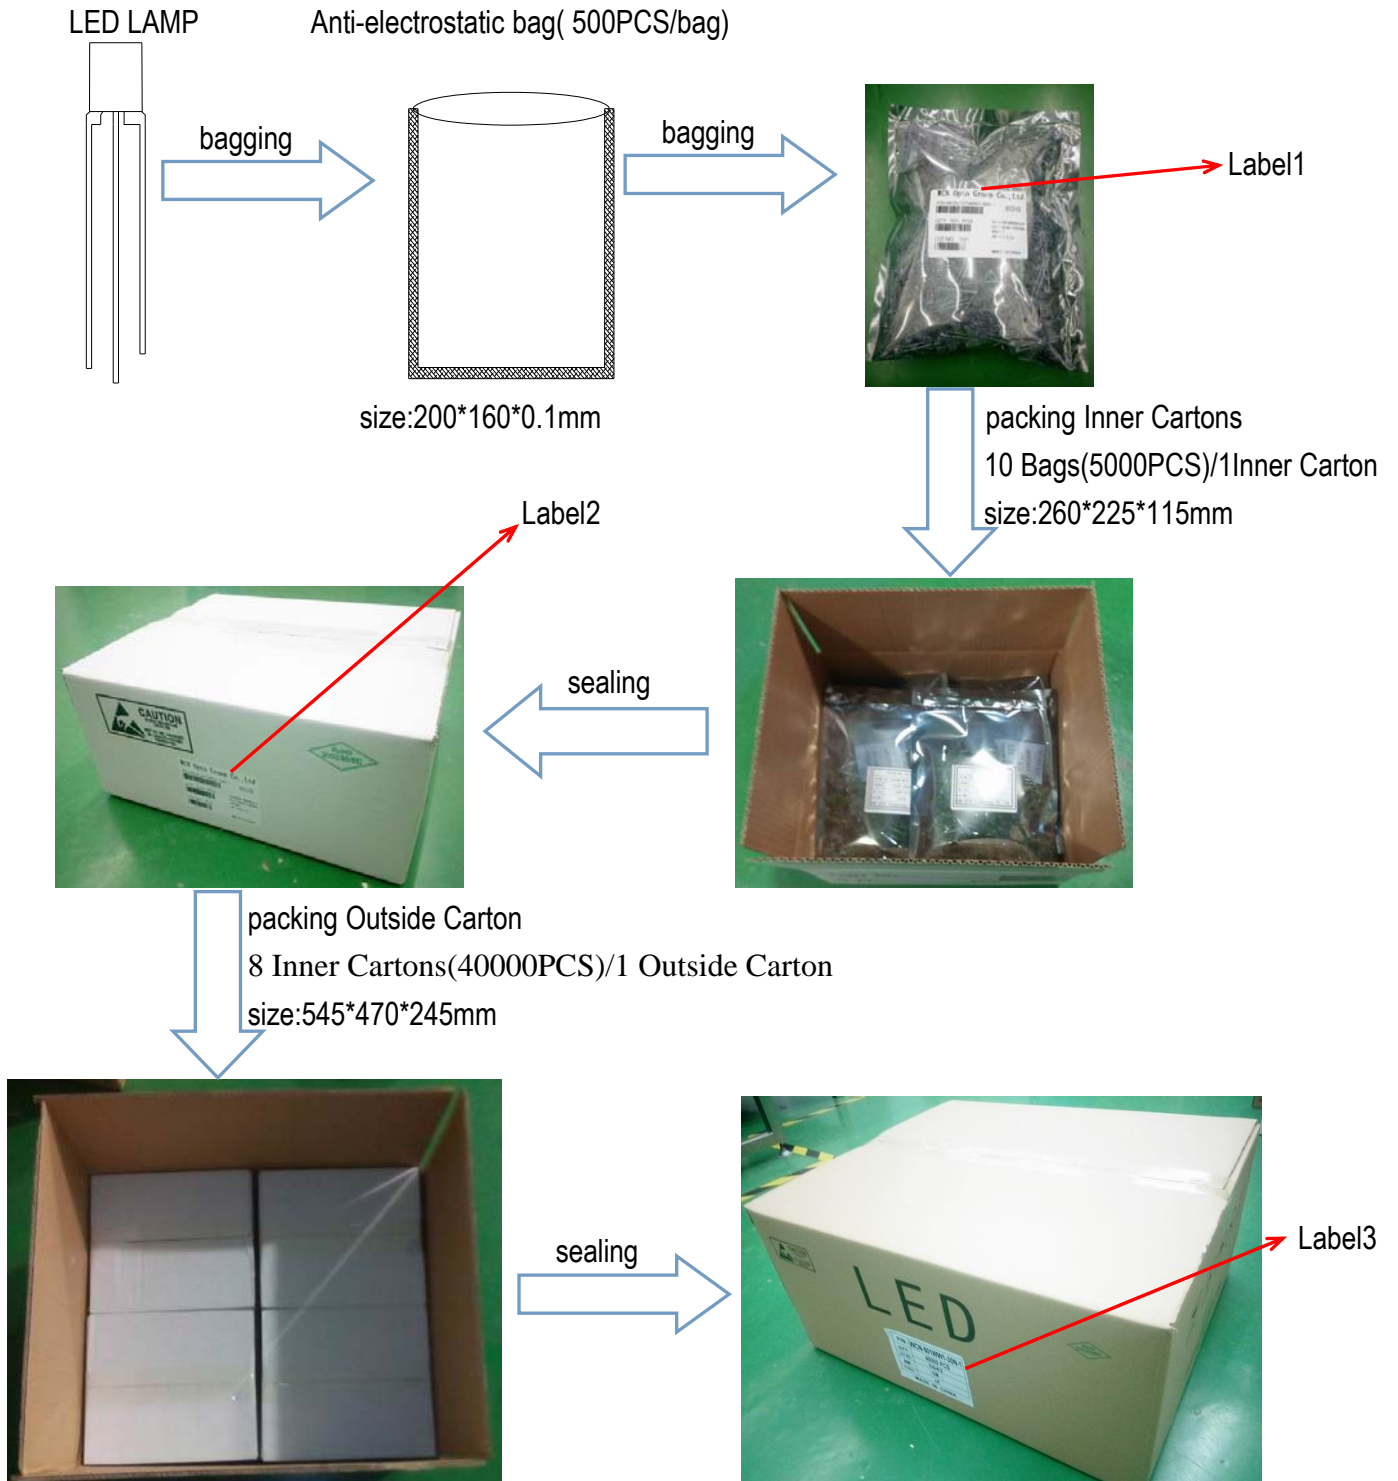 LED LAMP
Anti-electrostatic bag( 500PCS/bag)
bagging
bagging
Label1
size:200*160*0.1mm
packing Inner Cartons
10 Bags(5000PCS)/1Inner Carton
size:260*225*115mm
Label2
sealing
CAUTION
packing Outside Carton
8 Inner Cartons(40000PCS)/1 Outside Carton
size:545*470*245mm
sealing
Label3
LED